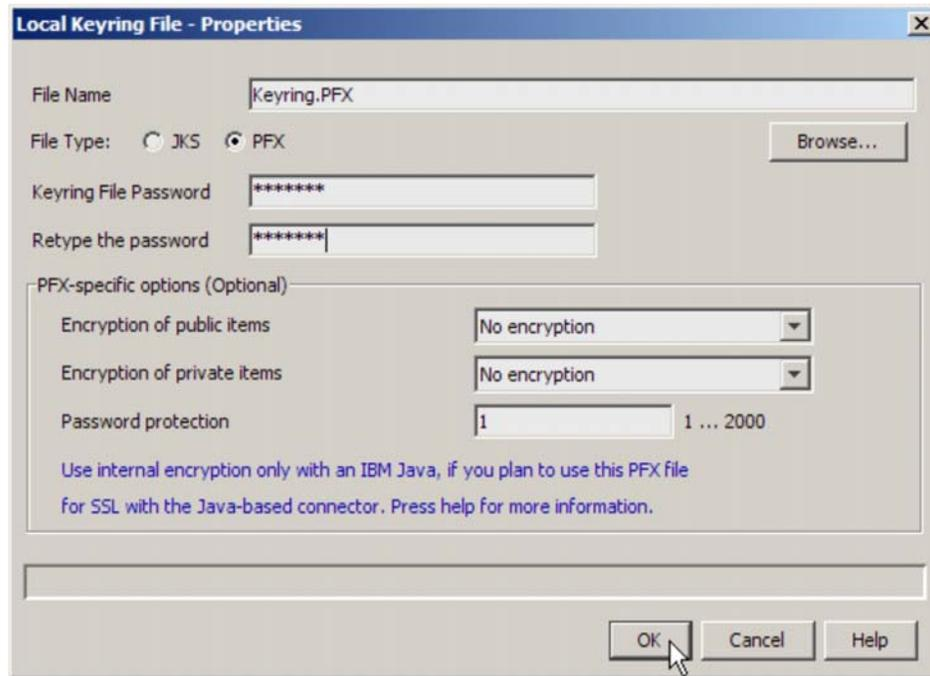 Local Keyring File - Properties
File Name Keyring.PFX
File Type: JKS PFX Browse...
Keyring File Password *******
Retype the password *******
PFX-specific options (Optional)
Encryption of public items No encryption
Encryption of private items No encryption
Password protection 1 1 ... 2000
Use internal encryption only with an IBM Java, if you plan to use this PFX file
for SSL with the Java-based connector. Press help for more information.
OK Cancel Help